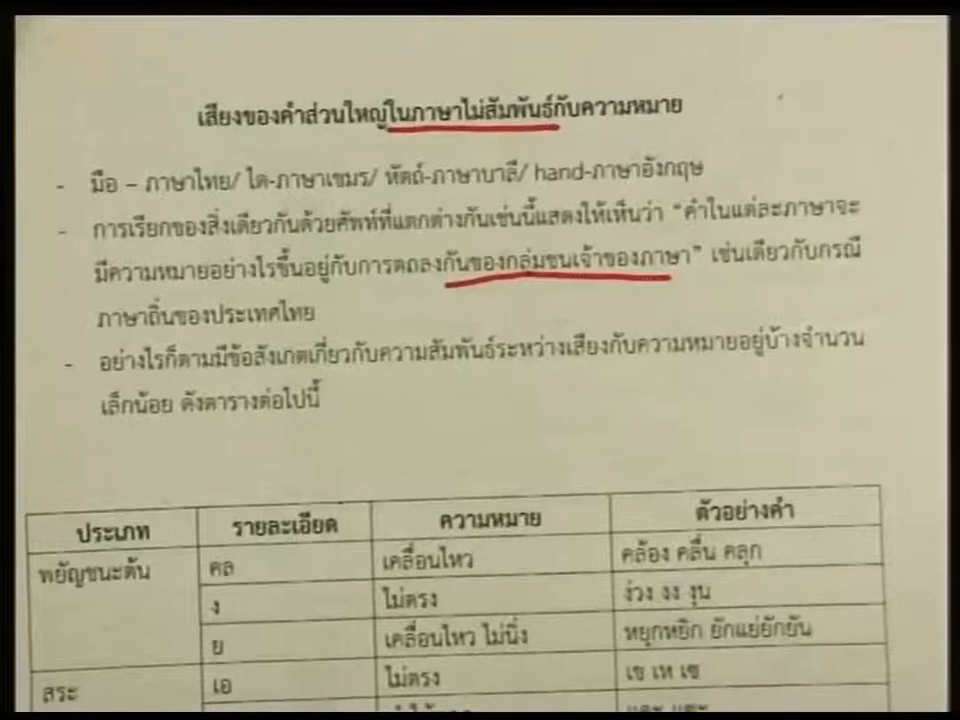 เสียงของคำส่วนใหญ่ในภาษาไม่สัมพันธ์กับความหมาย
- มือ – ภาษาไทย/ ได-ภาษาเขมร/ หัตถ์-ภาษาบาลี/ hand-ภาษาอังกฤษ
- การเรียกของสิ่งเดียวกันด้วยศัพท์ที่แตกต่างกันเช่นนี้แสดงให้เห็นว่า “คำในแต่ละภาษาจะ
มีความหมายอย่างไรขึ้นอยู่กับการตกลงกันของกลุ่มชนเจ้าของภาษา” เช่นเดียวกับกรณี
ภาษาถิ่นของประเทศไทย
- อย่างไรก็ตามมีข้อสังเกตเกี่ยวกับความสัมพันธ์ระหว่างเสียงกับความหมายอยู่บ้างจำนวน
เล็กน้อย ดังตารางต่อไปนี้
ประเภท รายละเอียด ความหมาย ตัวอย่างคำ
พยัญชนะต้น คล เคลื่อนไหว คล้อง คลื่น คลุก
ง ไม่ตรง ง่วง งง งุน
ย เคลื่อนไหว ไม่นิ่ง หยุกหยิก ยักแย่ยักยัน
สระ เอ ไม่ตรง เข เห เซ